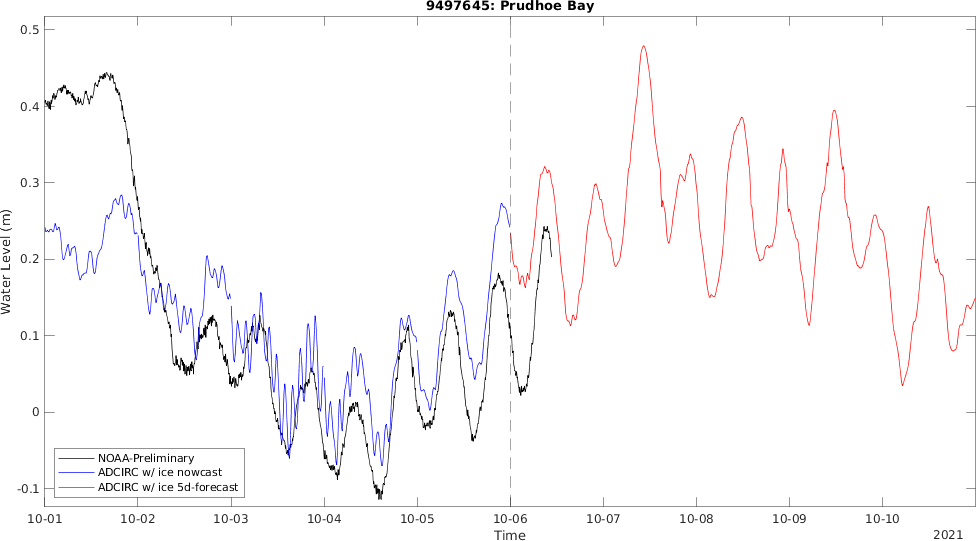 9497645: Prudhoe Bay
Water Level (m)
0.5
0.4
0.3
0.2
0.1
0
-0.1
NOAA-Preliminary
ADCIRC w/ ice nowcast
ADCIRC w/ ice 5d-forecast
10-01 10-02 10-03 10-04 10-05 10-06 10-07 10-08 10-09 10-10
Time
2021